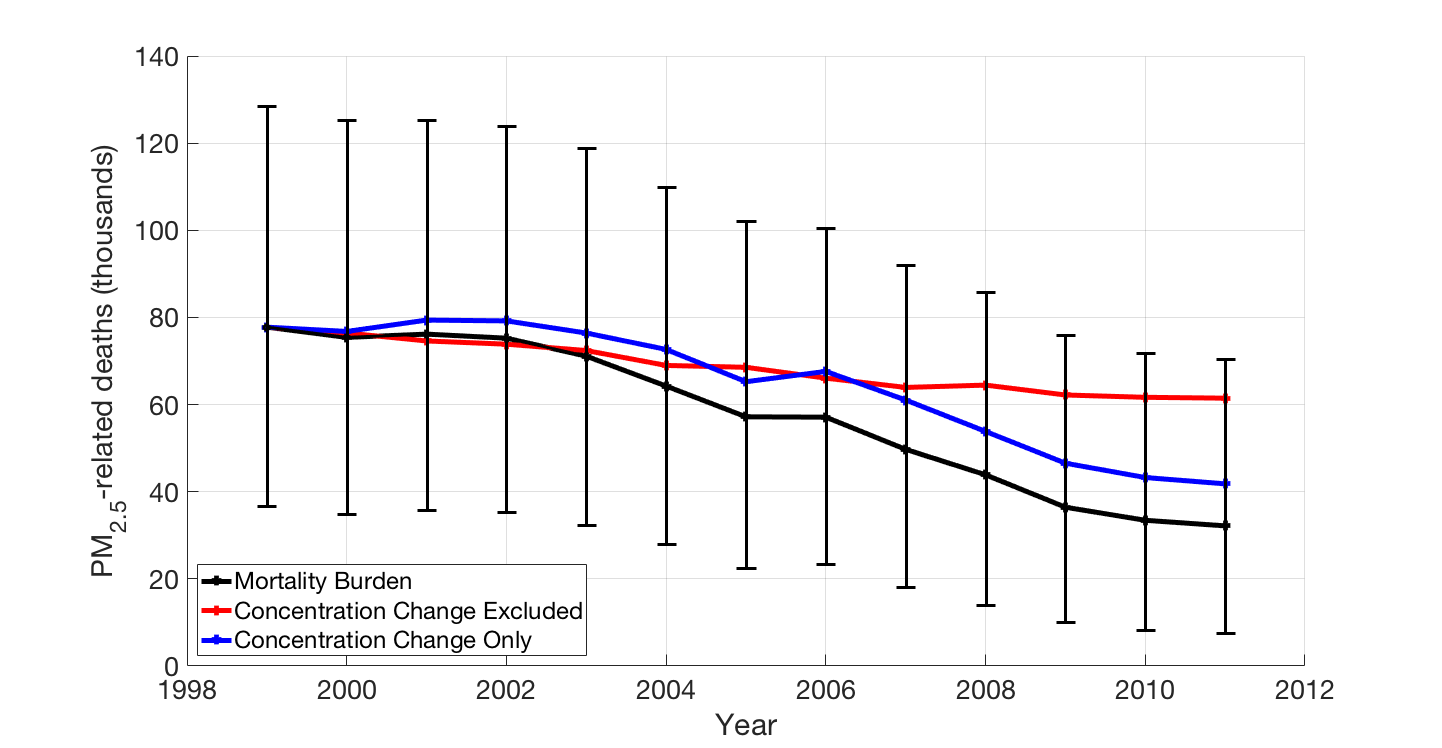 140
120
100
80
60
40
20
0
PM2.5-related deaths (thousands)
Mortality Burden
Concentration Change Excluded
Concentration Change Only
1998 2000 2002 2004 2006 2008 2010 2012
Year